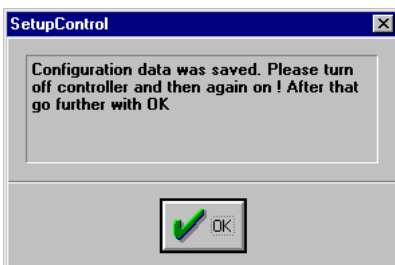 SetupControl
Configuration data was saved. Please turn
off controller and then again on ! After that
go further with OK
OK